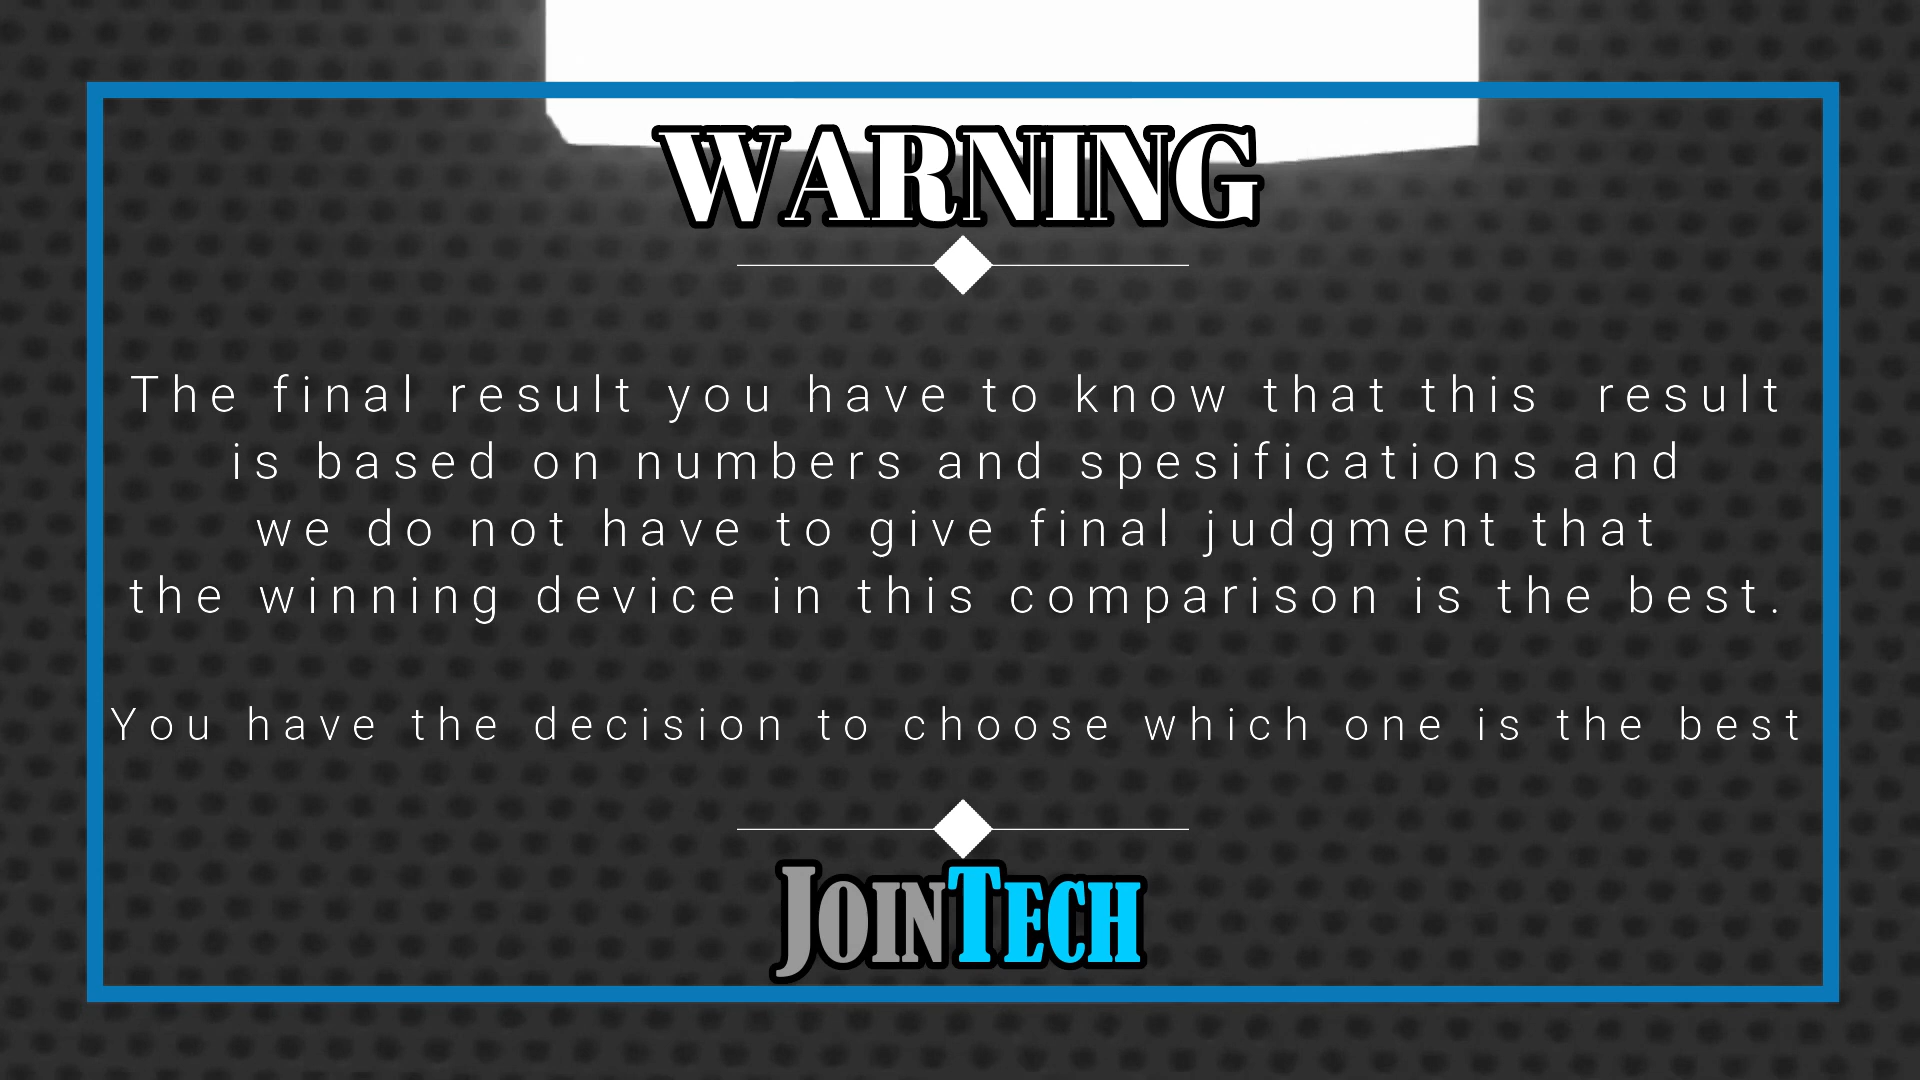 WARNING
The final result you have to know that this result
is based on numbers and spesifications and
we do not have to give final judgment that
the winning device in this comparison is the best.
You have the decision to choose which one is the best
JOINTECH